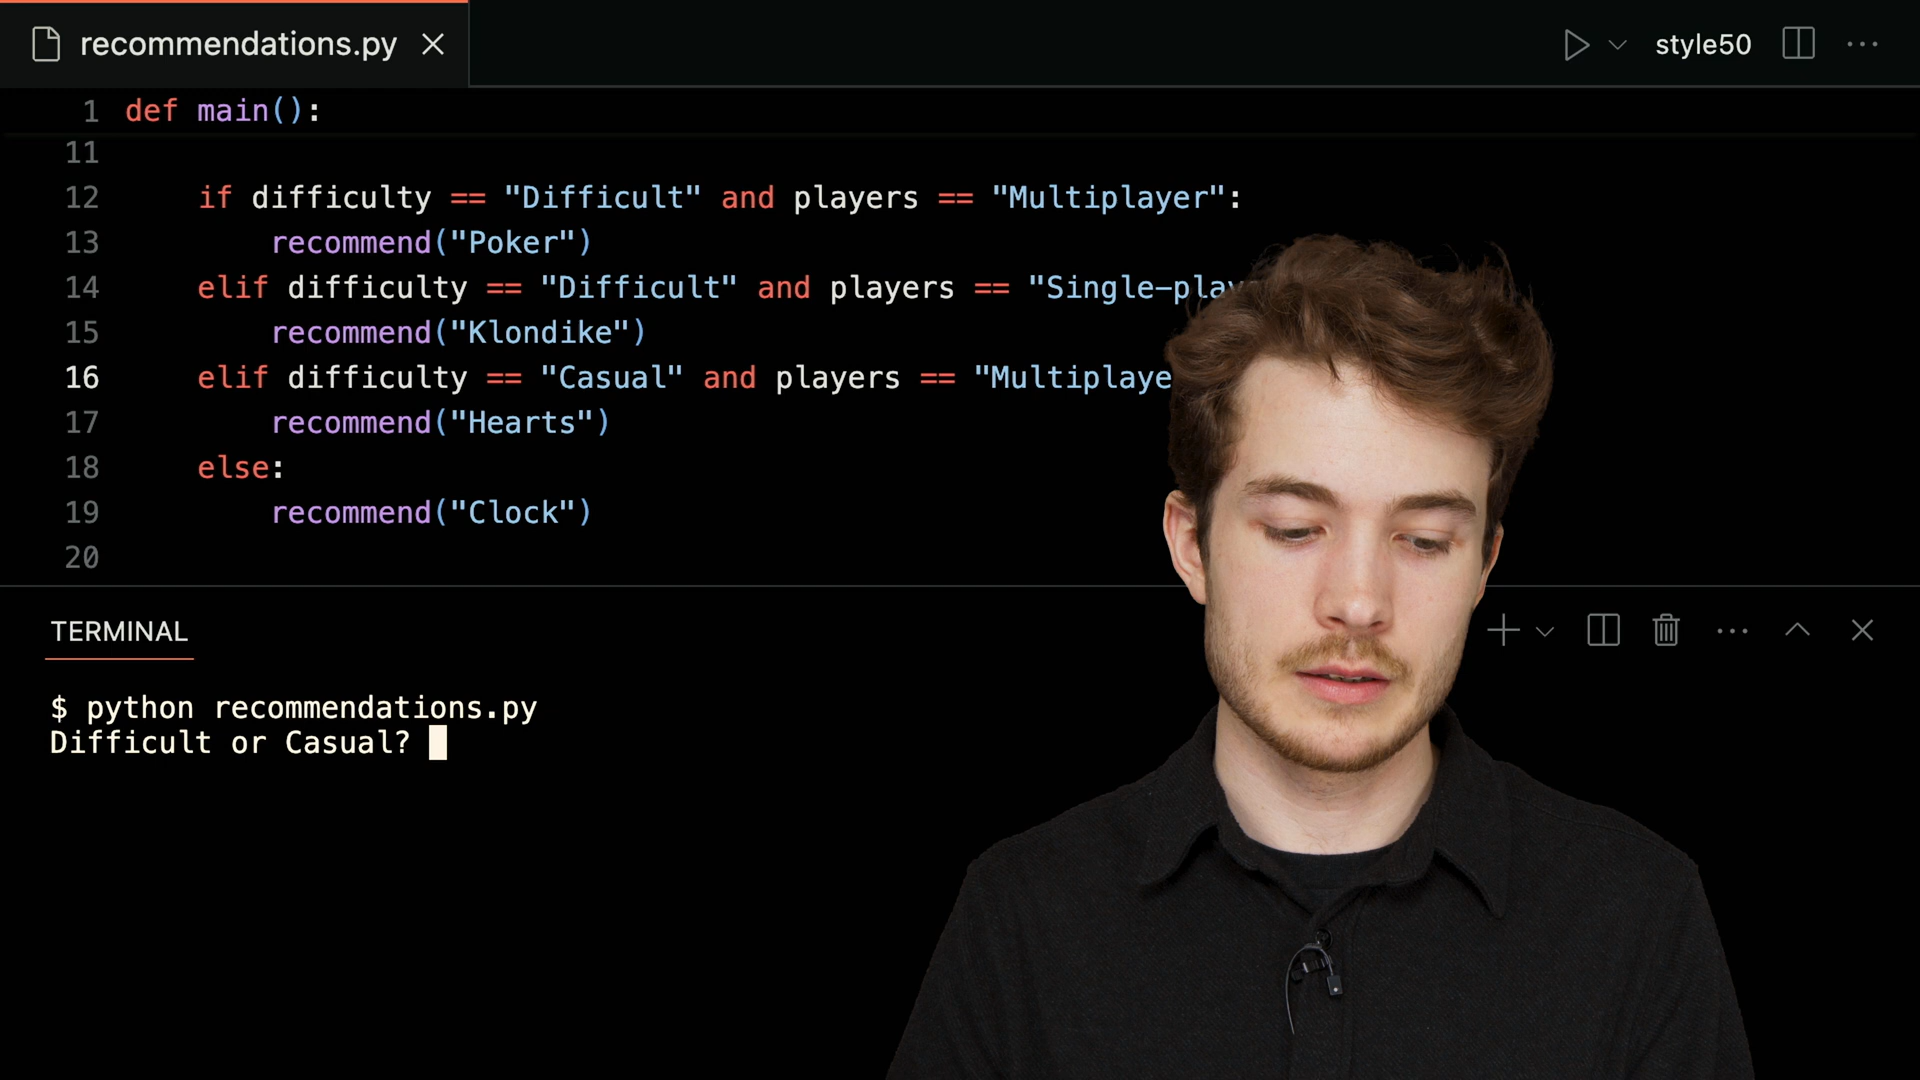 recommendations.py
style50
1 def main():
11
12 if difficulty == "Difficult" and players == "Multiplayer":
13 recommend("Poker")
14 elif difficulty == "Difficult" and players == "Single-play
15 recommend("Klondike")
16 elif difficulty == "Casual" and players == "Multiplaye
17 recommend("Hearts")
18 else:
19 recommend("Clock")
20
TERMINAL
$ python recommendations.py
Difficult or Casual?